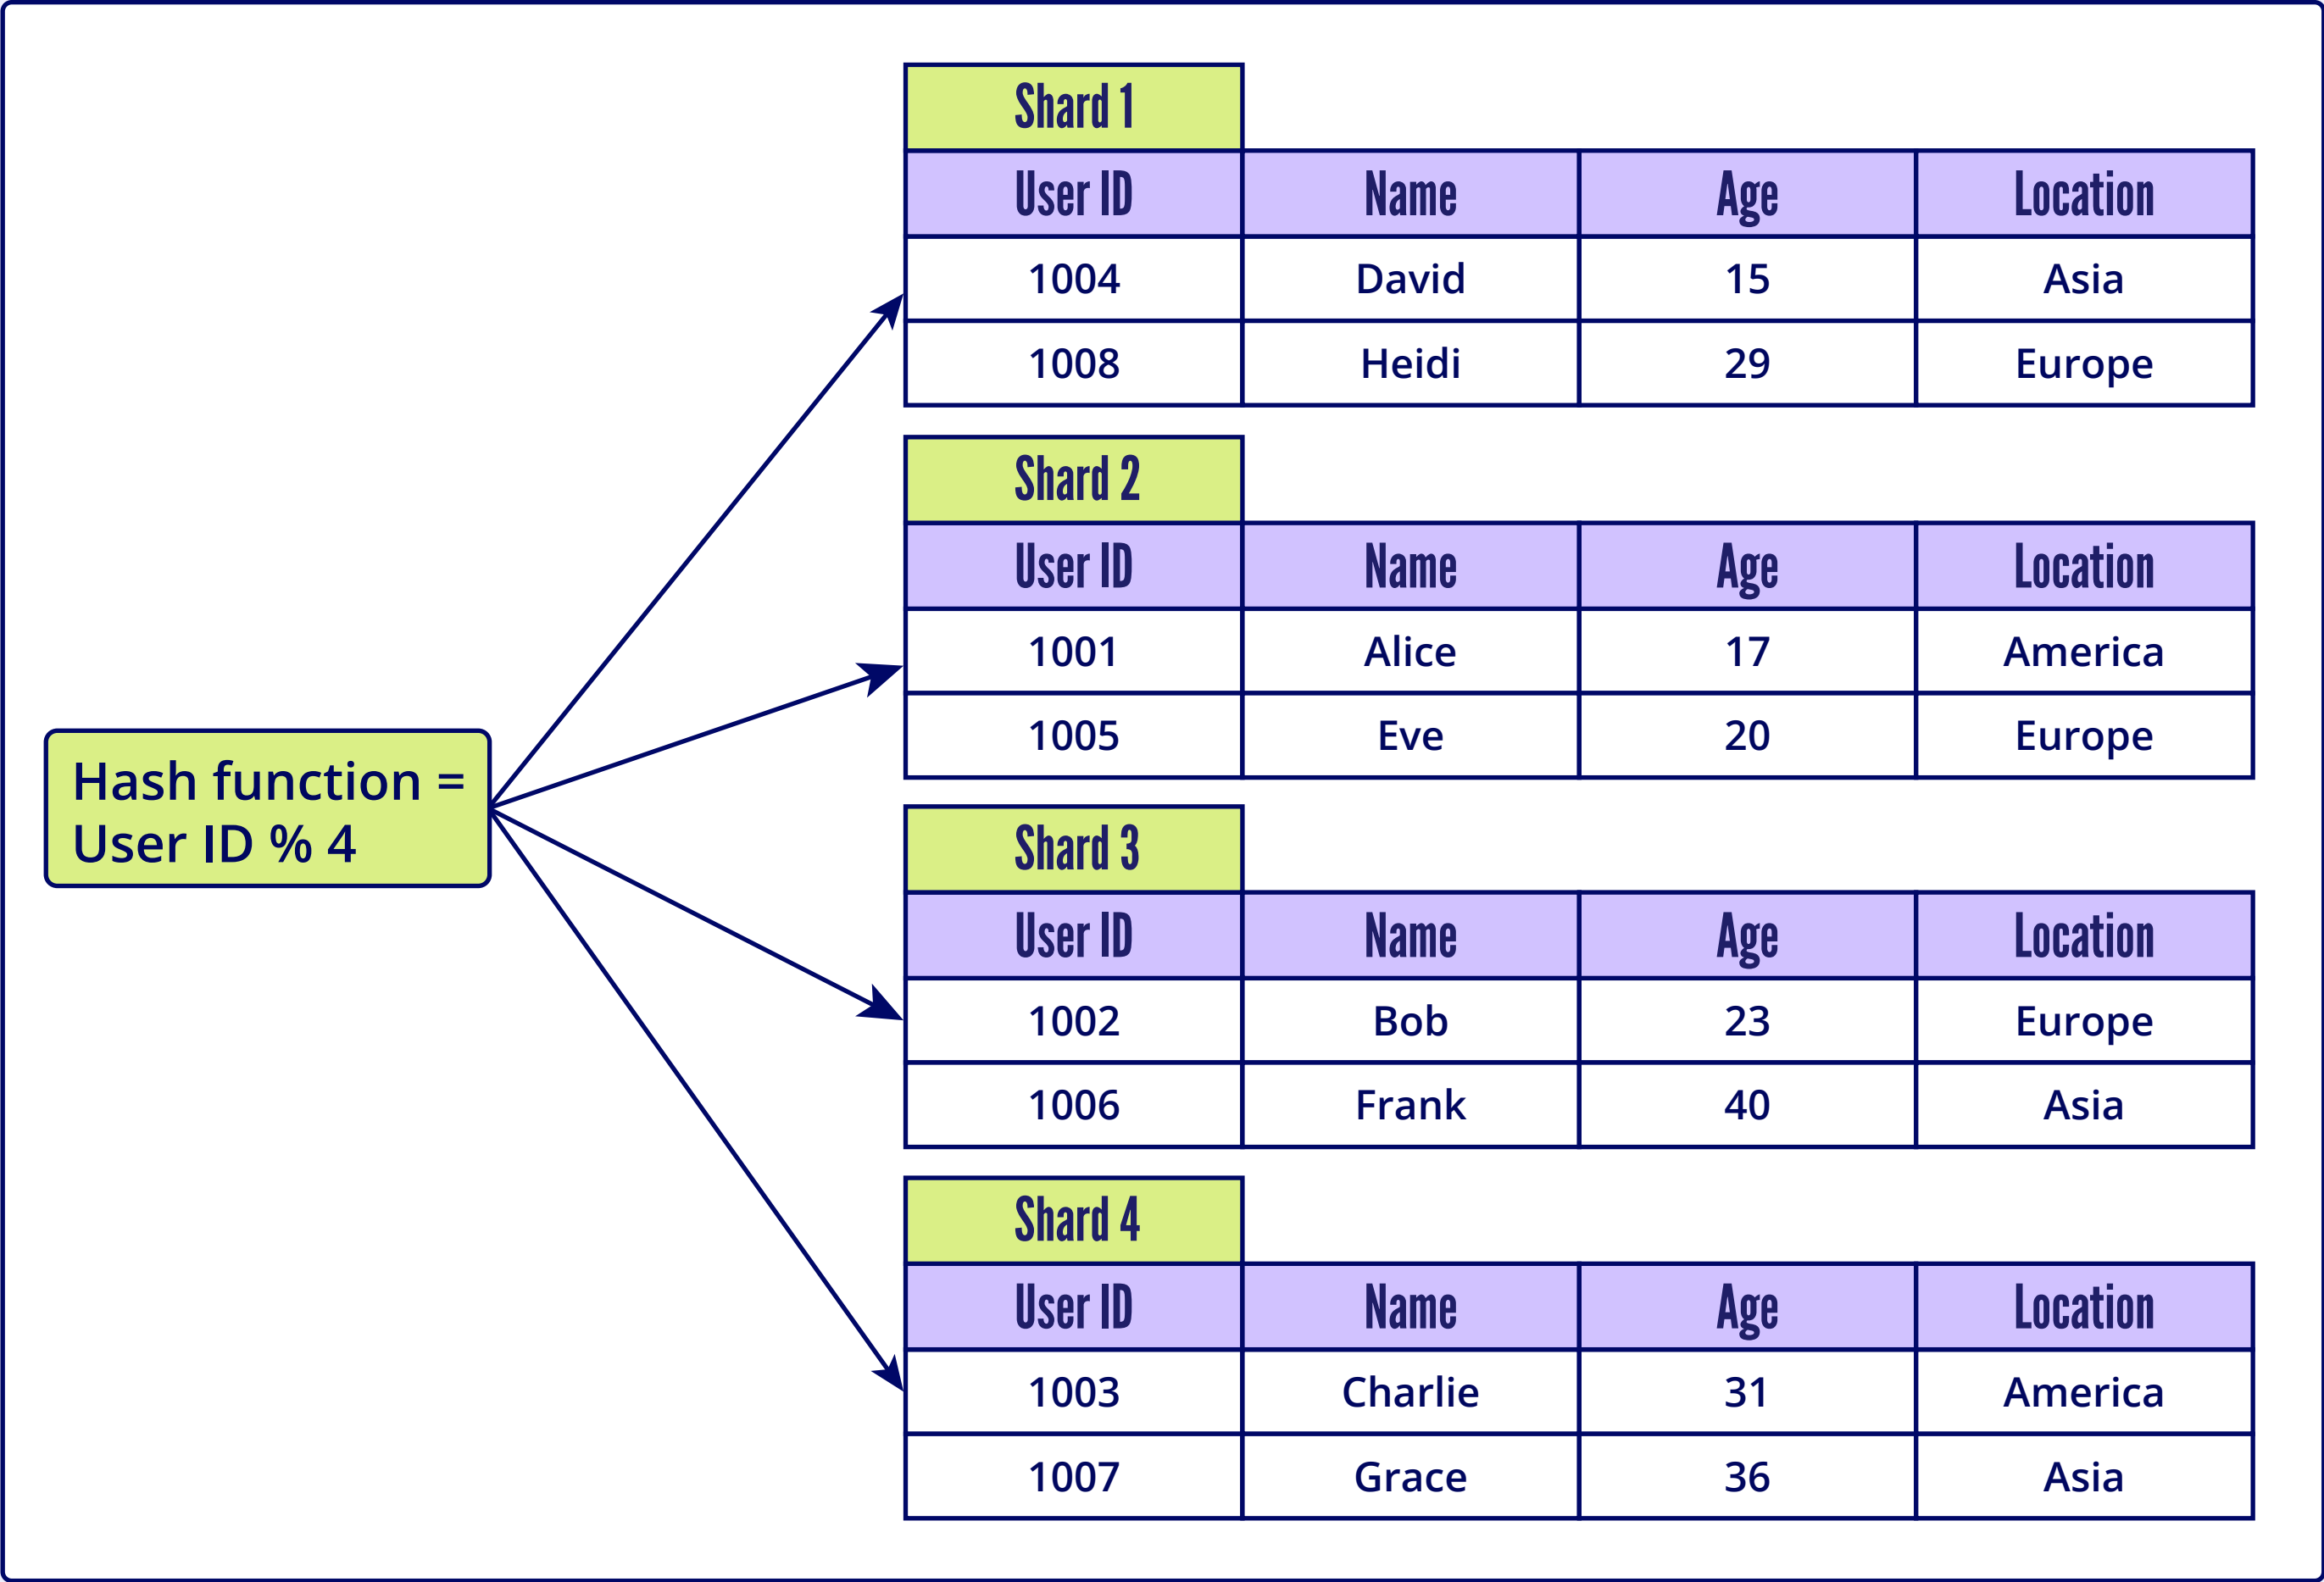 Hash function =
User ID % 4
Shard 1
User ID Name Age Location
1004 David 15 Asia
1008 Heidi 29 Europe
Shard 2
User ID Name Age Location
1001 Alice 17 America
1005 Eve 20 Europe
Shard 3
User ID Name Age Location
1002 Bob 23 Europe
1006 Frank 40 Asia
Shard 4
User ID Name Age Location
1003 Charlie 31 America
1007 Grace 36 Asia